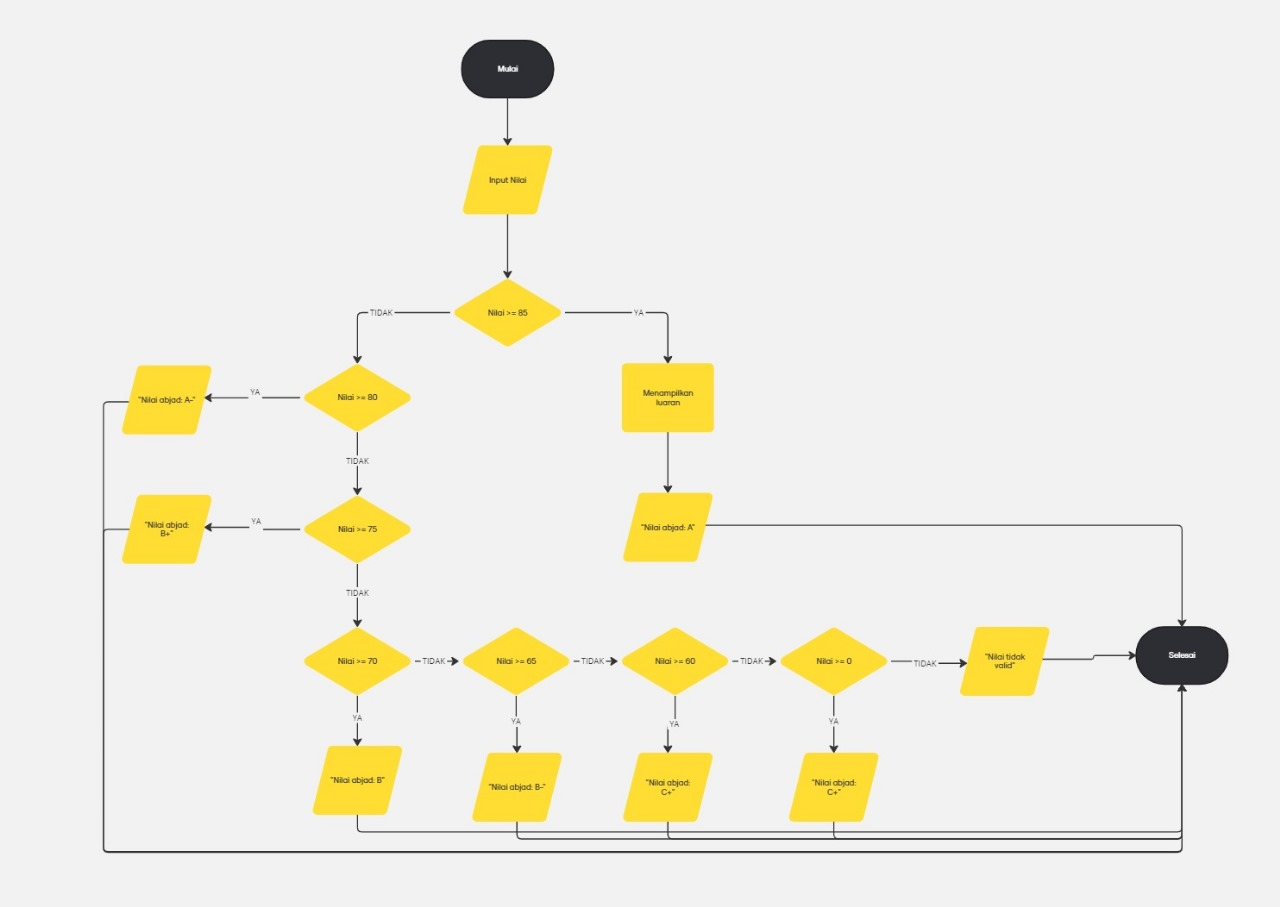 Mulai
Input Nilai
Nilai >= 85
TIDAK
YA
"Nilai abjad: A-"
YA
Nilai >= 80
Menampilkan
luaran
TIDAK
"Nilai abjad:
B+"
YA
Nilai >= 75
"Nilai abjad: A"
TIDAK
Nilai >= 70
TIDAK
Nilai >= 65
TIDAK
Nilai >= 60
TIDAK
Nilai >= 0
TIDAK
"Nilai tidak
valid"
Selesai
YA
YA
YA
YA
"Nilai abjad: B"
"Nilai abjad: B-"
"Nilai abjad:
C+"
"Nilai abjad:
C+"